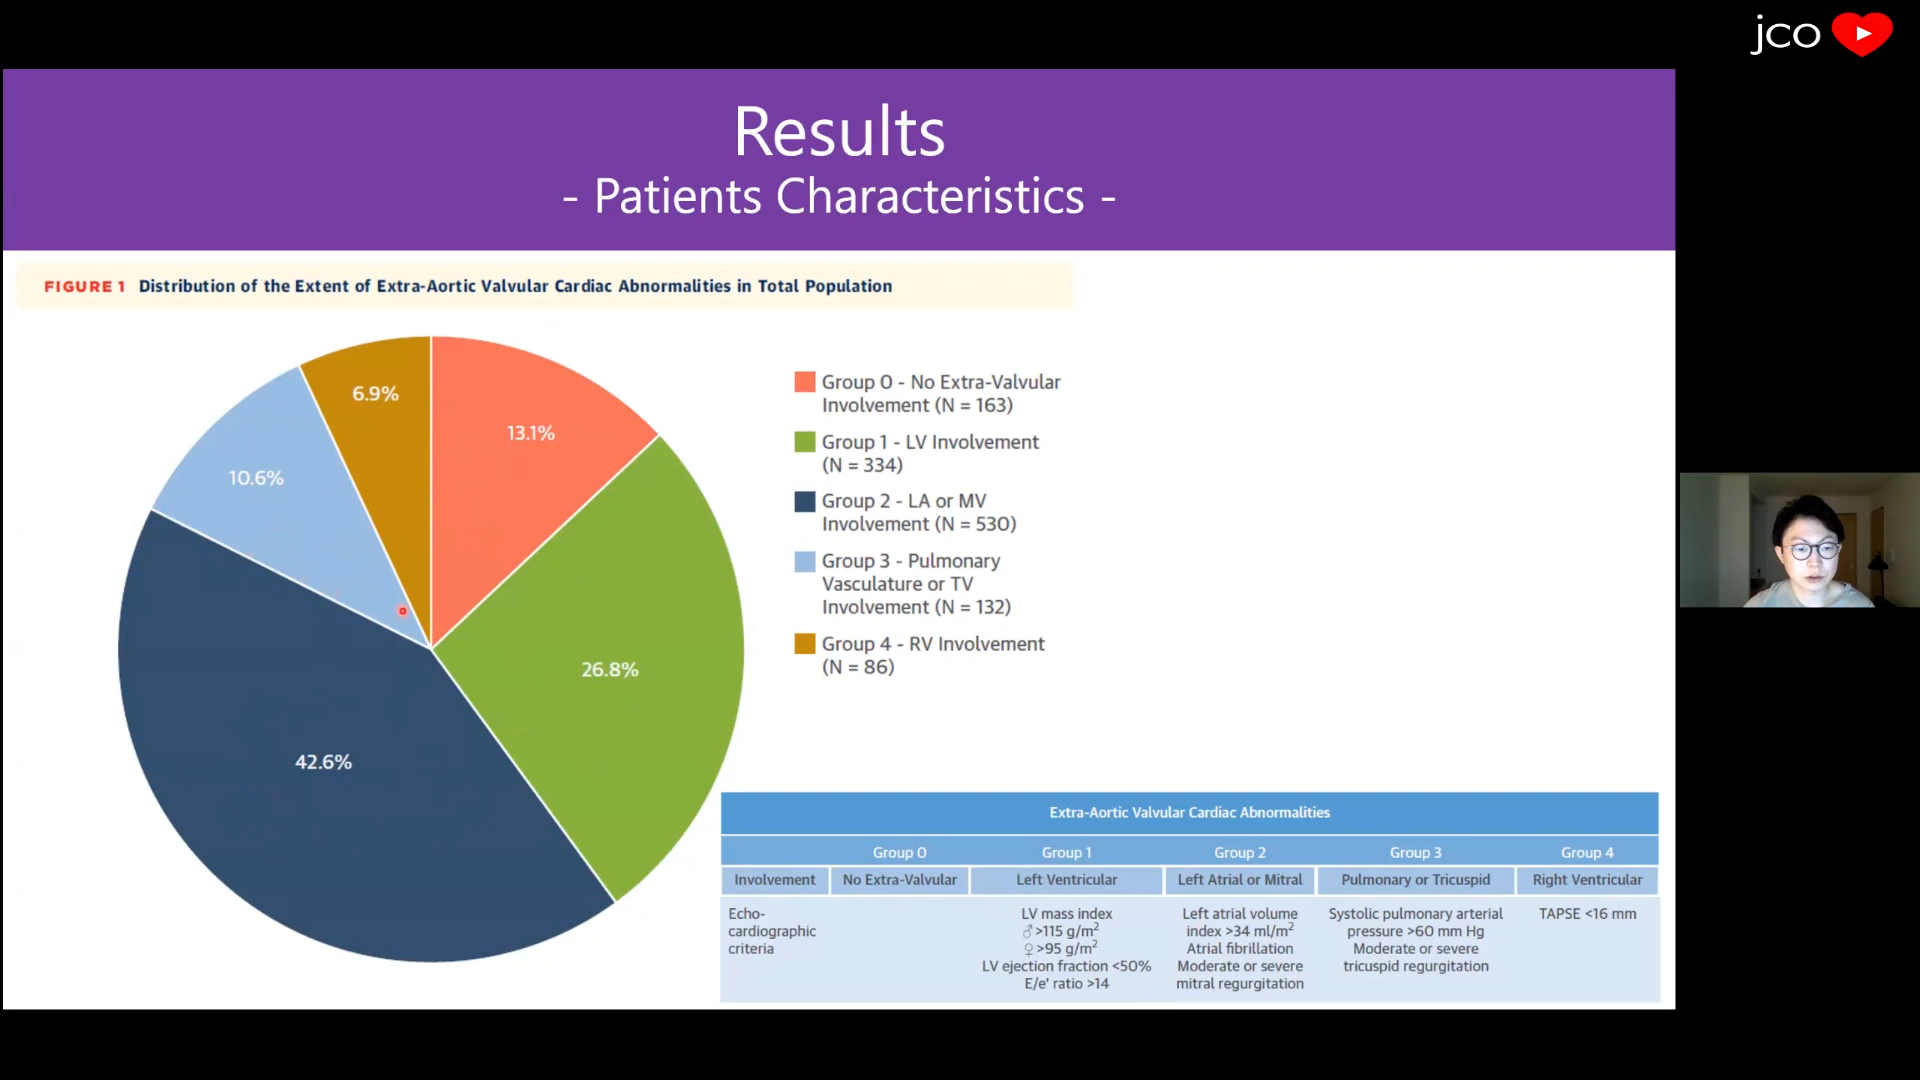 jco
Results
- Patients Characteristics -
FIGURE 1 Distribution of the Extent of Extra-Aortic Valvular Cardiac Abnormalities in Total Population
6.9%
13.1%
10.6%
26.8%
42.6%
Group 0 - No Extra-Valvular
Involvement (N = 163)
Group 1 - LV Involvement
(N = 334)
Group 2 - LA or MV
Involvement (N = 530)
Group 3 - Pulmonary
Vasculature or TV
Involvement (N = 132)
Group 4 - RV Involvement
(N = 86)
Extra-Aortic Valvular Cardiac Abnormalities
Group 0 Group 1 Group 2 Group 3 Group 4
Involvement No Extra-Valvular Left Ventricular Left Atrial or Mitral Pulmonary or Tricuspid Right Ventricular
Echo- LV mass index Left atrial volume Systolic pulmonary arterial TAPSE <16 mm
cardiographic ♂>115 g/m² index >34 ml/m² pressure >60 mm Hg
criteria ♀>95 g/m² Atrial fibrillation Moderate or severe
LV ejection fraction <50% Moderate or severe tricuspid regurgitation
E/e' ratio >14 mitral regurgitation